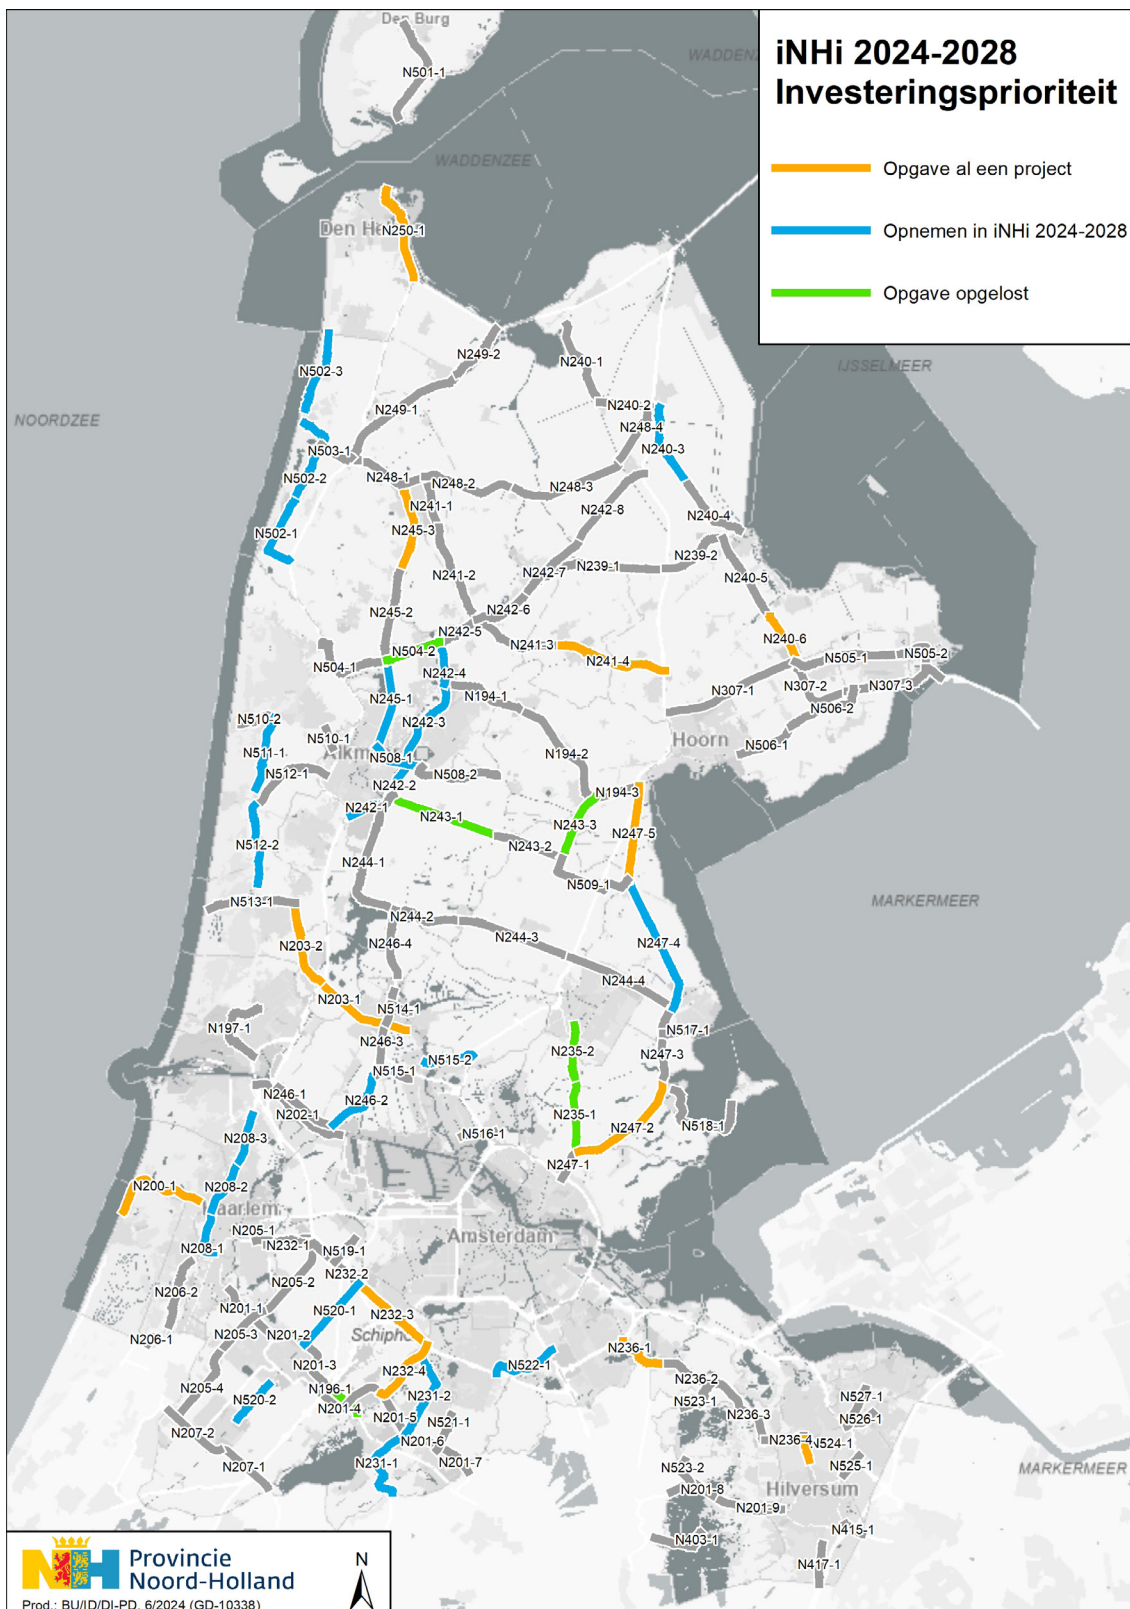 Den Burg
iNHi 2024-2028
Investeringsprioriteit
Opgave al een project
Opnemen in iNHi 2024-2028
Opgave opgelost
N501-1
WADDENZ
WADDENZEE
Den He
N250-1
N249-2
N240-1
IJSSELMEER
N502-3
N249-1
N240-2
NOORDZEE
N248-4
N503-1
N240-3
N502-2
N248-1
N248-2
N248-3
N241-1
N242-8
N240-4
N502-1
N245-3
N239-2
N239-1
N241-2
N242-7
N240-5
N245-2
N242-6
N242-5
N240-6
N241-3
N504-2
N505-2
N505-1
N504-1
N242-4
N241-4
N307-2
N307-3
N307-1
N245-1
N194-1
N506-2
N510-2
N242-3
N510-1
Hoorn
N506-1
N511-1
Alkm
N508-1
N194-2
N512-1
N508-2
N242-2
N194-3
N242-1
N243-1
N243-3
N247-5
N512-2
N243-2
N244-1
N509-1
N513-1
MARKERMEER
N244-2
N203-2
N246-4
N244-3
N247-4
N244-4
N203-1
N514-1
N197-1
N517-1
N246-3
N235-2
N247-3
N515-2
N515-1
N246-1
N246-2
N202-1
N235-1
N518-1
N247-2
N208-3
N516-1
N247-1
N200-1
N208-2
aarlem
N205-1
Amsterdam
N232-1
N208-1
N519-1
N232-2
N205-2
N206-2
N201-1
N520-1
N232-3
N206-1
N205-3
N201-2
Schipho
N236-1
N201-3
N522-1
N232-4
N236-2
N205-4
N196-1
N231-2
N520-2
N201-4
N523-1
N527-1
N201-5
N521-1
N236-3
N526-1
N207-2
N201-6
N236-4
N524-1
N231-1
N201-7
N523-2
N525-1
N207-1
MARKERMEER
N201-8
Hilversum
N201-9
N415-1
N403-1
N417-1
NH
Provincie
Noord-Holland
N
Prod.: BU/ID/DI-PD, 6/2024 (GD-10338)